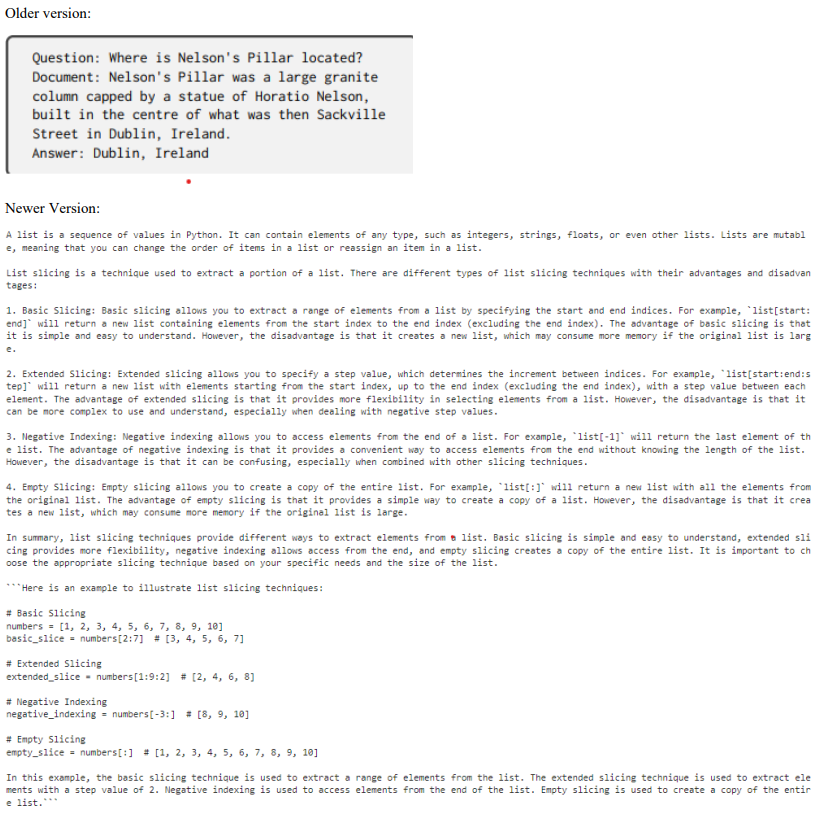 Older version:
Question: Where is Nelson's Pillar located?
Document: Nelson's Pillar was a large granite
column capped by a statue of Horatio Nelson,
built in the centre of what was then Sackville
Street in Dublin, Ireland.
Answer: Dublin, Ireland
Newer Version:
A list is a sequence of values in Python. It can contain elements of any type, such as integers, strings, floats, or even other lists. Lists are mutabl
e, meaning that you can change the order of items in a list or reassign an item in a list.
List slicing is a technique used to extract a portion of a list. There are different types of list slicing techniques with their advantages and disadvan
tages:
1. Basic Slicing: Basic slicing allows you to extract a range of elements from a list by specifying the start and end indices. For example, `list[start:
end]` will return a new list containing elements from the start index to the end index (excluding the end index). The advantage of basic slicing is that
it is simple and easy to understand. However, the disadvantage is that it creates a new list, which may consume more memory if the original list is larg
e.
2. Extended Slicing: Extended slicing allows you to specify a step value, which determines the increment between indices. For example, `list[start:end:s
tep]` will return a new list with elements starting from the start index, up to the end index (excluding the end index), with a step value between each
element. The advantage of extended slicing is that it provides more flexibility in selecting elements from a list. However, the disadvantage is that it
can be more complex to use and understand, especially when dealing with negative step values.
3. Negative Indexing: Negative indexing allows you to access elements from the end of a list. For example, `list[-1]` will return the last element of th
e list. The advantage of negative indexing is that it provides a convenient way to access elements from the end without knowing the length of the list.
However, the disadvantage is that it can be confusing, especially when combined with other slicing techniques.
4. Empty Slicing: Empty slicing allows you to create a copy of the entire list. For example, `list[:]` will return a new list with all the elements from
the original list. The advantage of empty slicing is that it provides a simple way to create a copy of a list. However, the disadvantage is that it crea
tes a new list, which may consume more memory if the original list is large.
In summary, list slicing techniques provide different ways to extract elements from a list. Basic slicing is simple and easy to understand, extended sli
cing provides more flexibility, negative indexing allows access from the end, and empty slicing creates a copy of the entire list. It is important to ch
oose the appropriate slicing technique based on your specific needs and the size of the list.
```Here is an example to illustrate list slicing techniques:
# Basic Slicing
numbers = [1, 2, 3, 4, 5, 6, 7, 8, 9, 10]
basic_slice = numbers[2:7]  # [3, 4, 5, 6, 7]
# Extended Slicing
extended_slice = numbers[1:9:2]  # [2, 4, 6, 8]
# Negative Indexing
negative_indexing = numbers[-3:]  # [8, 9, 10]
# Empty Slicing
empty_slice = numbers[:]  # [1, 2, 3, 4, 5, 6, 7, 8, 9, 10]
In this example, the basic slicing technique is used to extract a range of elements from the list. The extended slicing technique is used to extract ele
ments with a step value of 2. Negative indexing is used to access elements from the end of the list. Empty slicing is used to create a copy of the entir
e list.```